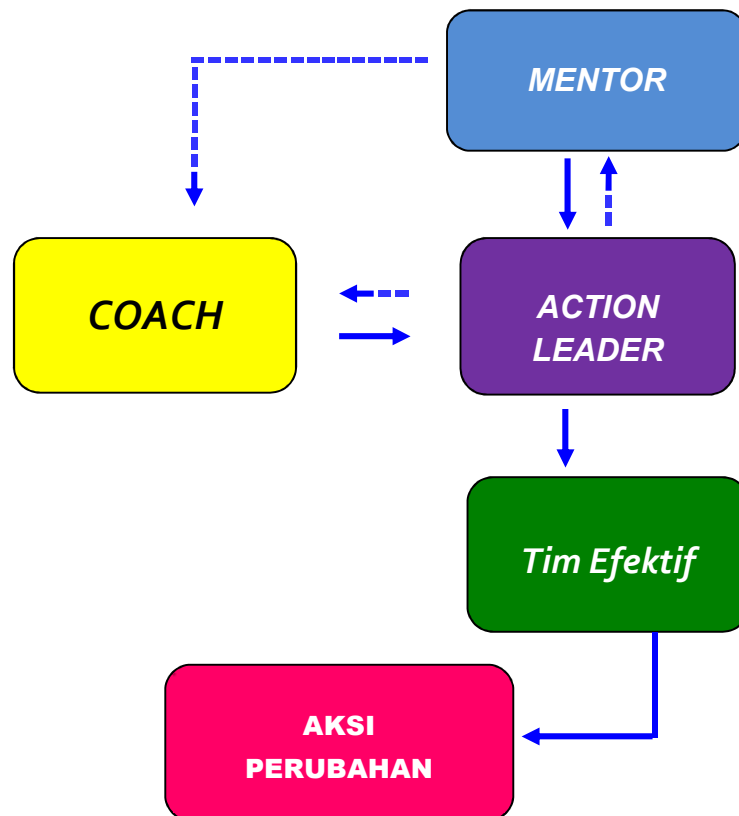 MENTOR
COACH
ACTION
LEADER
Tim Efektif
AKSI
PERUBAHAN